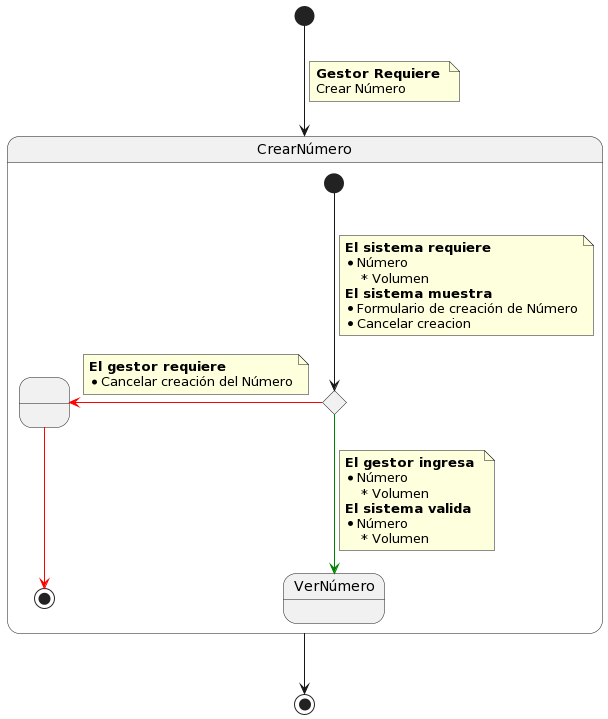 Gestor Requiere
Crear Número
CrearNúmero
El sistema requiere
• Número
* Volumen
El sistema muestra
• Formulario de creación de Número
• Cancelar creacion
El gestor requiere
• Cancelar creación del Número
El gestor ingresa
• Número
* Volumen
El sistema valida
• Número
* Volumen
VerNúmero